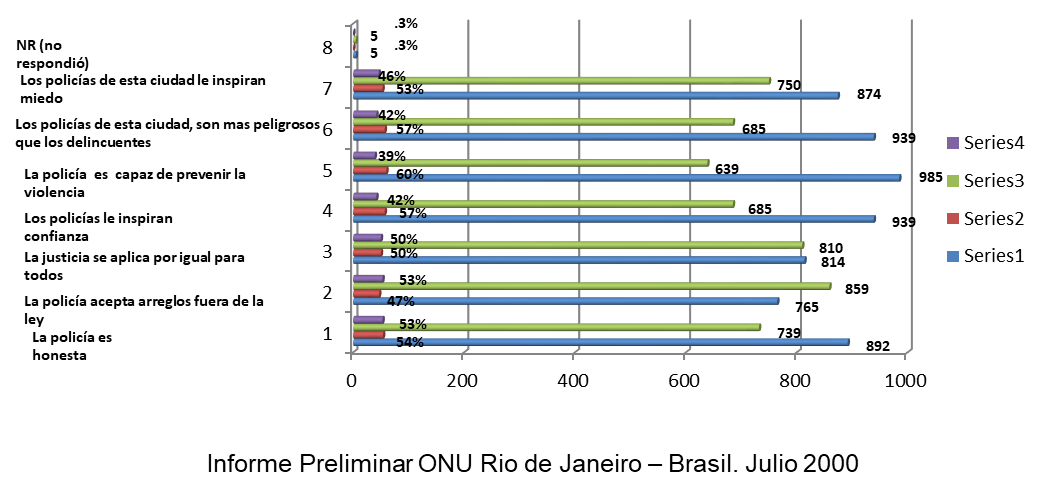 NR (no
respondió)
8
.3%
5
.3%
5
Los policías de esta ciudad le inspiran
miedo
7
46%
750
53%
874
Los policías de esta ciudad, son mas peligrosos
que los delincuentes
6
42%
685
57%
939
La policía es capaz de prevenir la
violencia
5
39%
639
60%
985
Los policías le inspiran
confianza
4
42%
685
57%
939
La justicia se aplica por igual para
todos
3
50%
810
50%
814
La policía acepta arreglos fuera de la
ley
2
53%
859
47%
765
La policía es
honesta
1
53%
739
54%
892
0 200 400 600 800 1000
Series4
Series3
Series2
Series1
Informe Preliminar ONU Rio de Janeiro – Brasil. Julio 2000